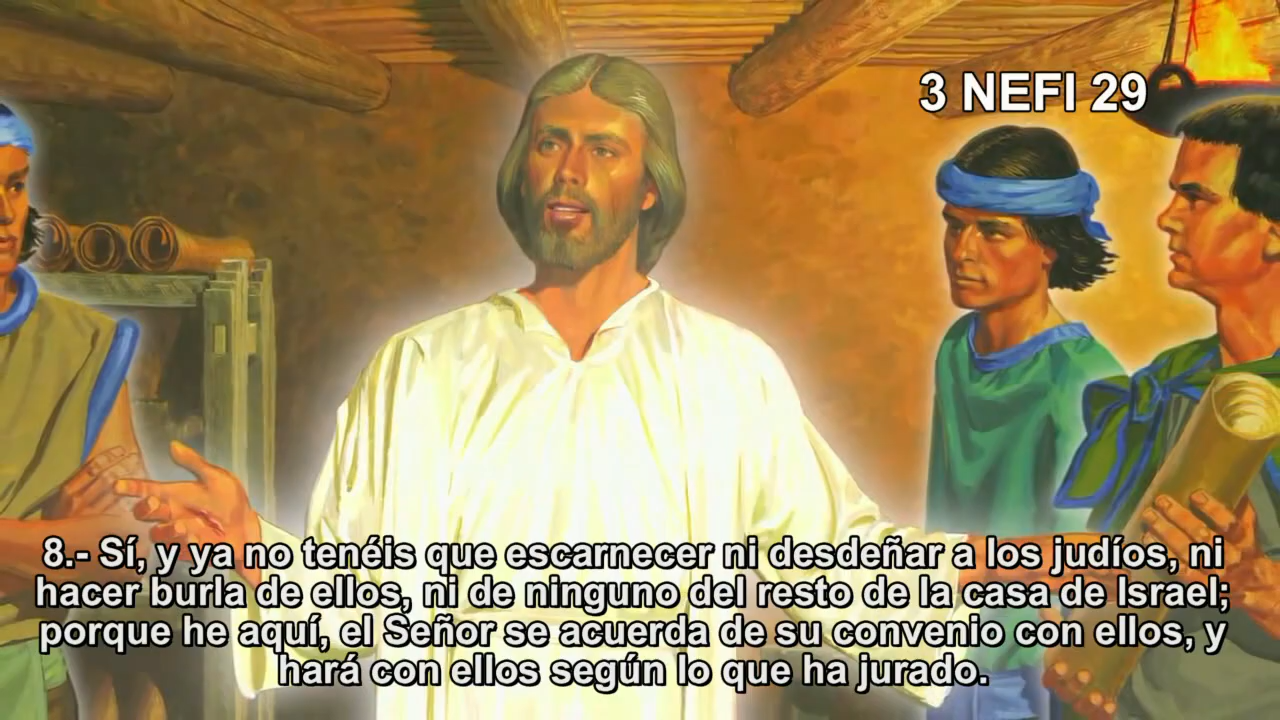 3 NEFI 29
8.- Sí, y ya no tenéis que escarnecer ni desdeñar a los judíos, ni
hacer burla de ellos, ni de ninguno del resto de la casa de Israel;
porque he aquí, el Señor se acuerda de su convenio con ellos, y
hará con ellos según lo que ha jurado.